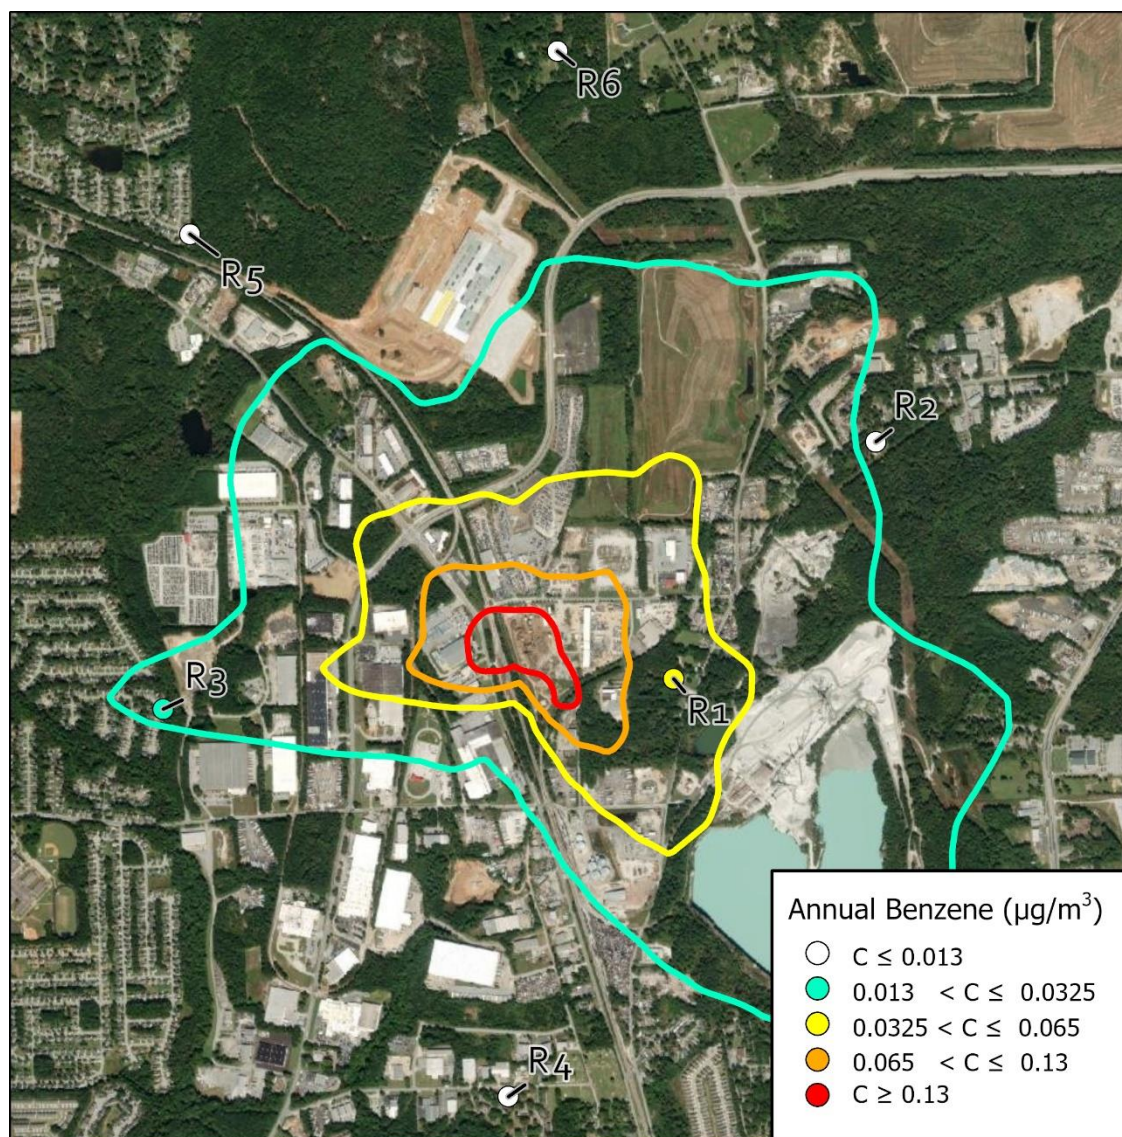 R6
R5
R2
R3
R1
R4
Annual Benzene (µg/m³)
C ≤ 0.013
0.013 < C ≤ 0.0325
0.0325 < C ≤ 0.065
0.065 < C ≤ 0.13
C ≥ 0.13